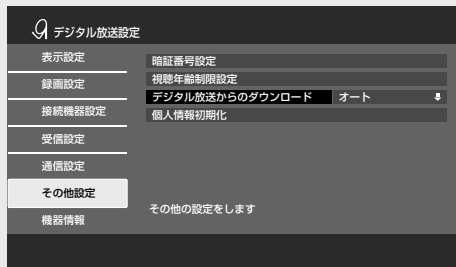 デジタル放送設定
表示設定
録画設定
接続機器設定
受信設定
通信設定
その他設定
機器情報
暗証番号設定
視聴年齢制限設定
デジタル放送からのダウンロード オート
個人情報初期化
その他の設定をします